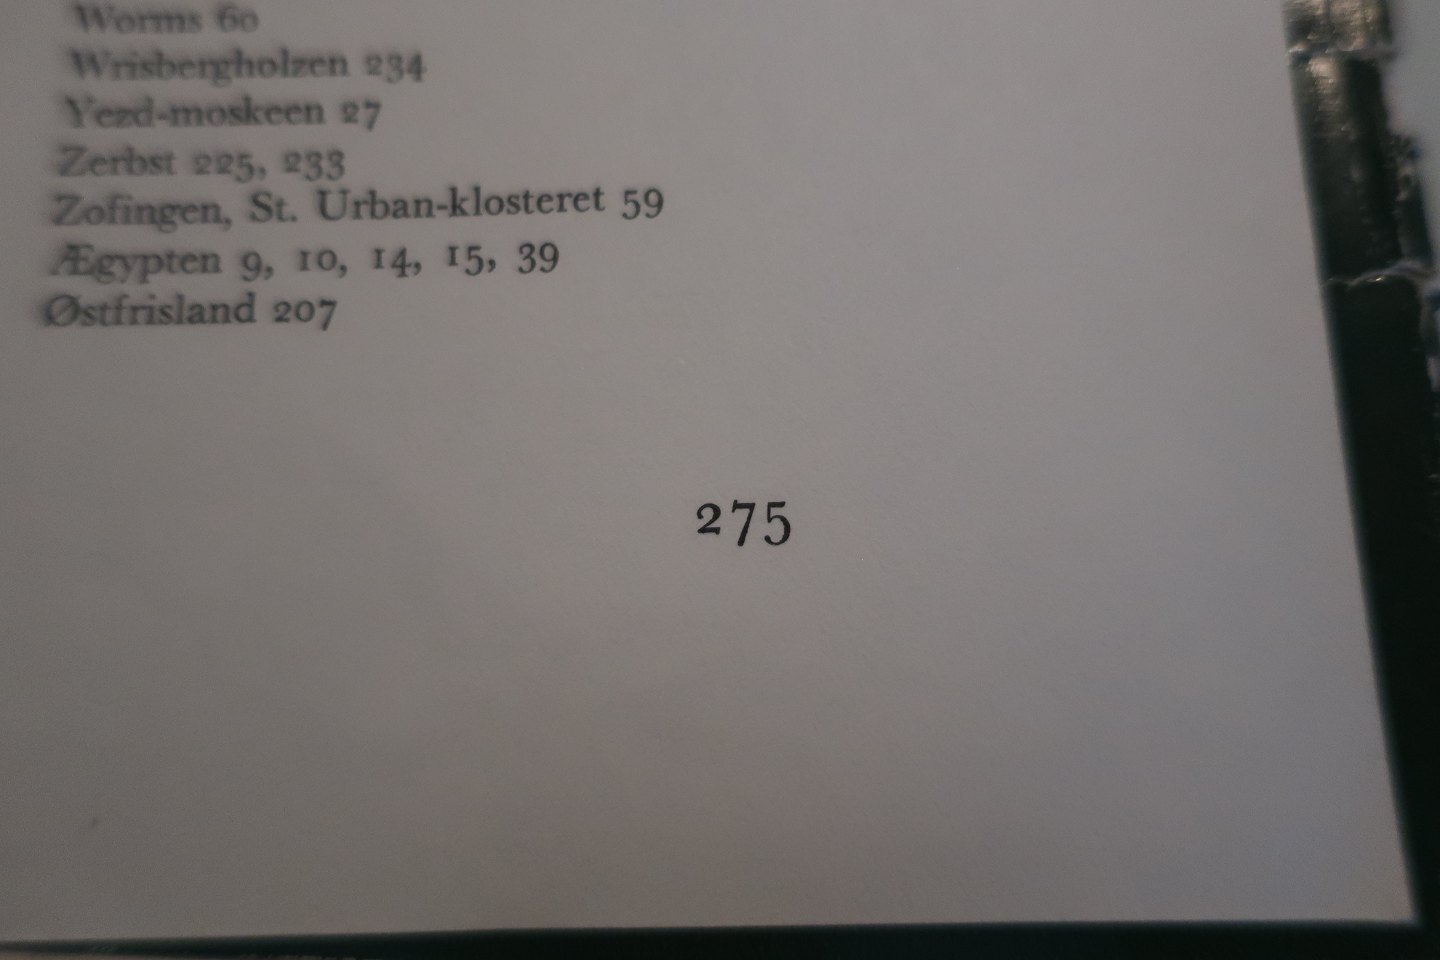 Worms 60
Wrisbergholzen 234
Yezd-moskeen 27
Zerbst 225, 233
Zofingen, St. Urban-klosteret 59
Ægypten 9, 10, 14, 15, 39
Østfrisland 207
275